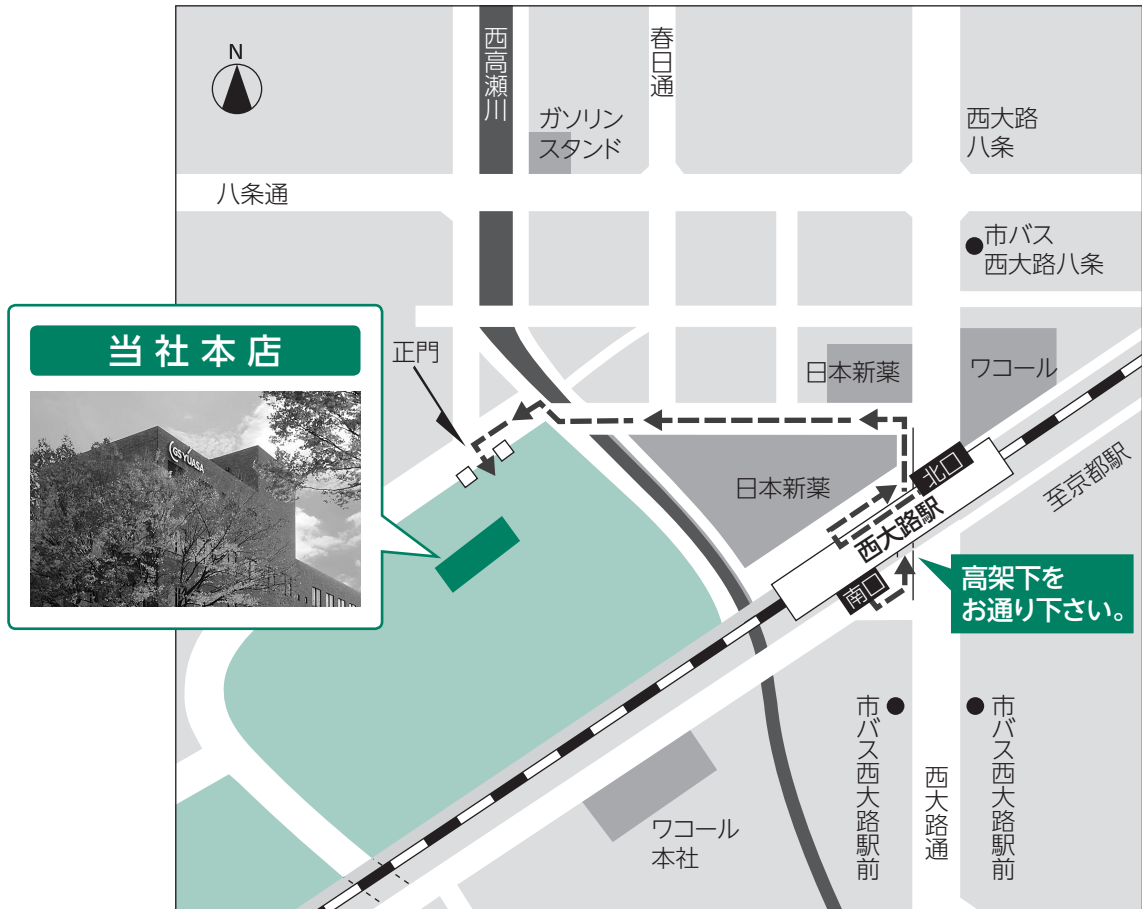 N
西高瀬川
春日通
ガソリン
スタンド
西大路
八条
八条通
市バス
西大路八条
当社本店
正門
日本新薬
ワコール
GS YUASA
北口
日本新薬
至京都駅
西大路駅
南口
高架下を
お通り下さい。
市バス西大路駅前
市バス西大路駅前
西大路通
ワコール
本社